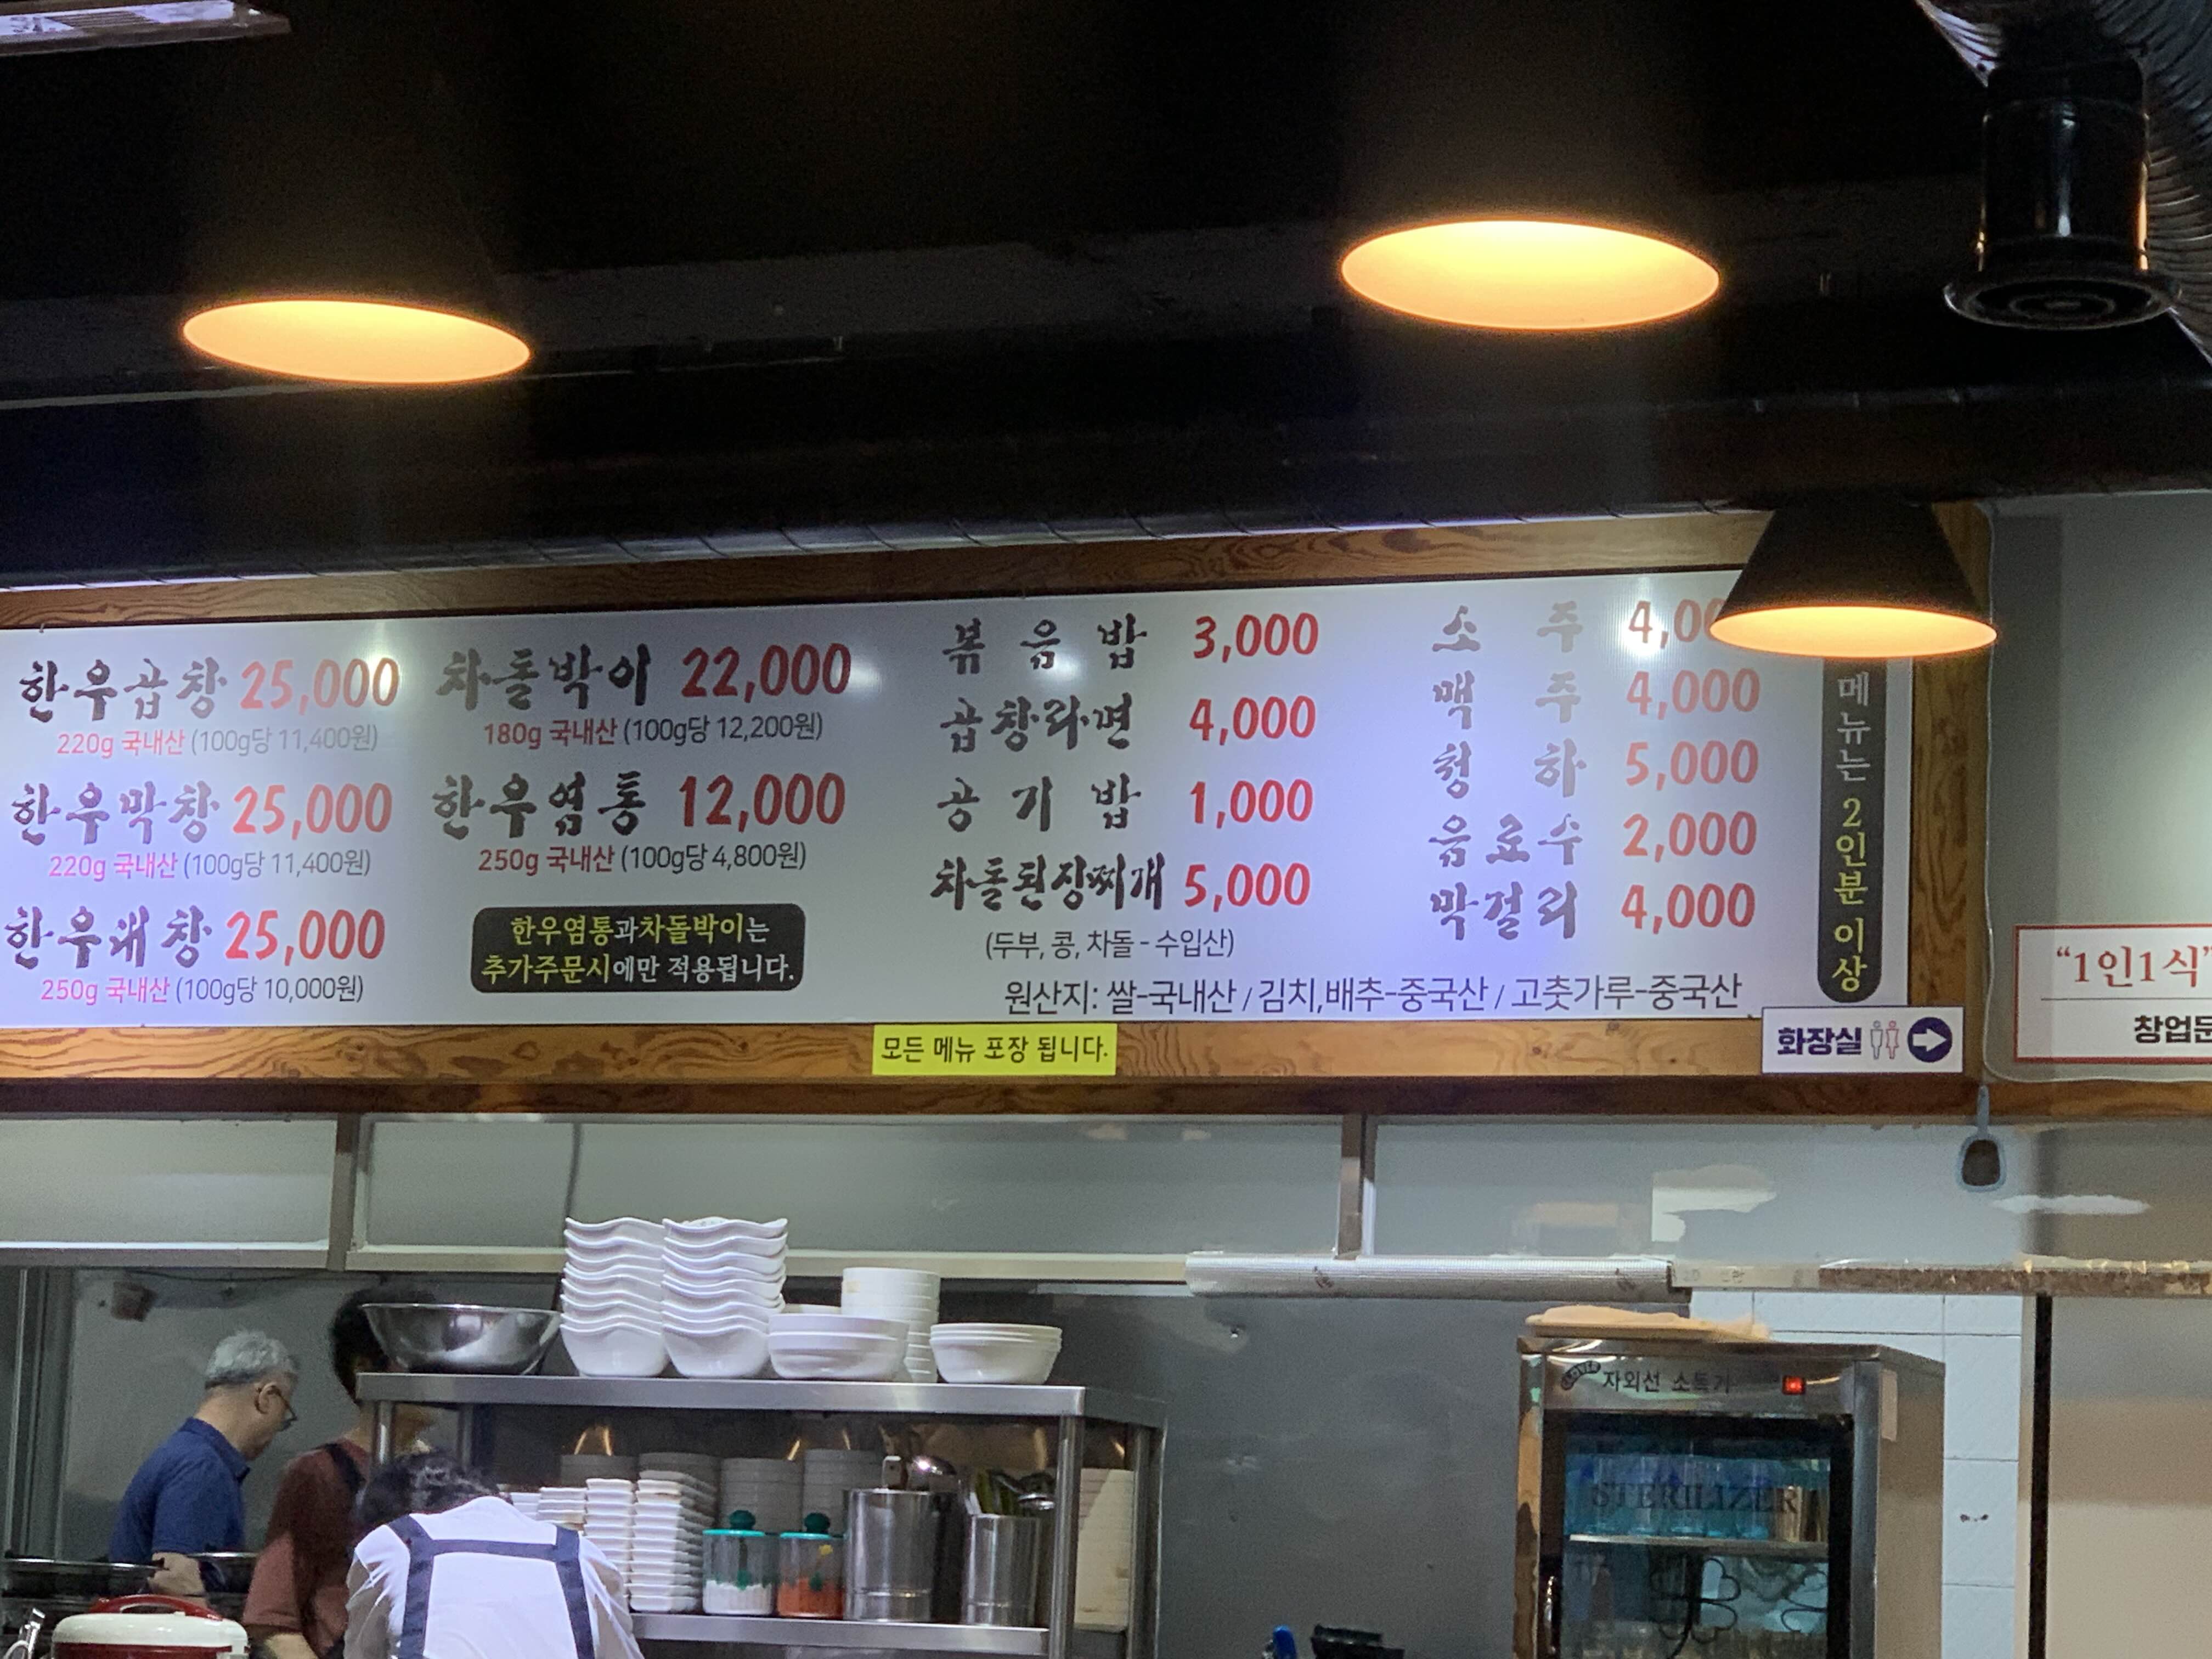 한우곱창 25,000
220g 국내산 (100g당 11,400원)
한우막창 25,000
220g 국내산 (100g당 11,400원)
한우대창 25,000
250g 국내산 (100g당 10,000원)
차돌박이 22,000
180g 국내산 (100g당 12,200원)
한우염통 12,000
250g 국내산 (100g당 4,800원)
한우염통과차돌박이는
추가주문시에만 적용됩니다.
볶음밥 3,000
곱창라면 4,000
공기밥 1,000
차돌된장찌개 5,000
(두부, 콩, 차돌 - 수입산)
소주 4,00
맥주 4,000
청하 5,000
음료수 2,000
막걸리 4,000
원산지: 쌀-국내산 / 김치,배추-중국산 / 고춧가루-중국산
메뉴는 2인분 이상
모든 메뉴 포장 됩니다.
화장실
"1인1식"
창업문
자외선 소독기
STERILIZER